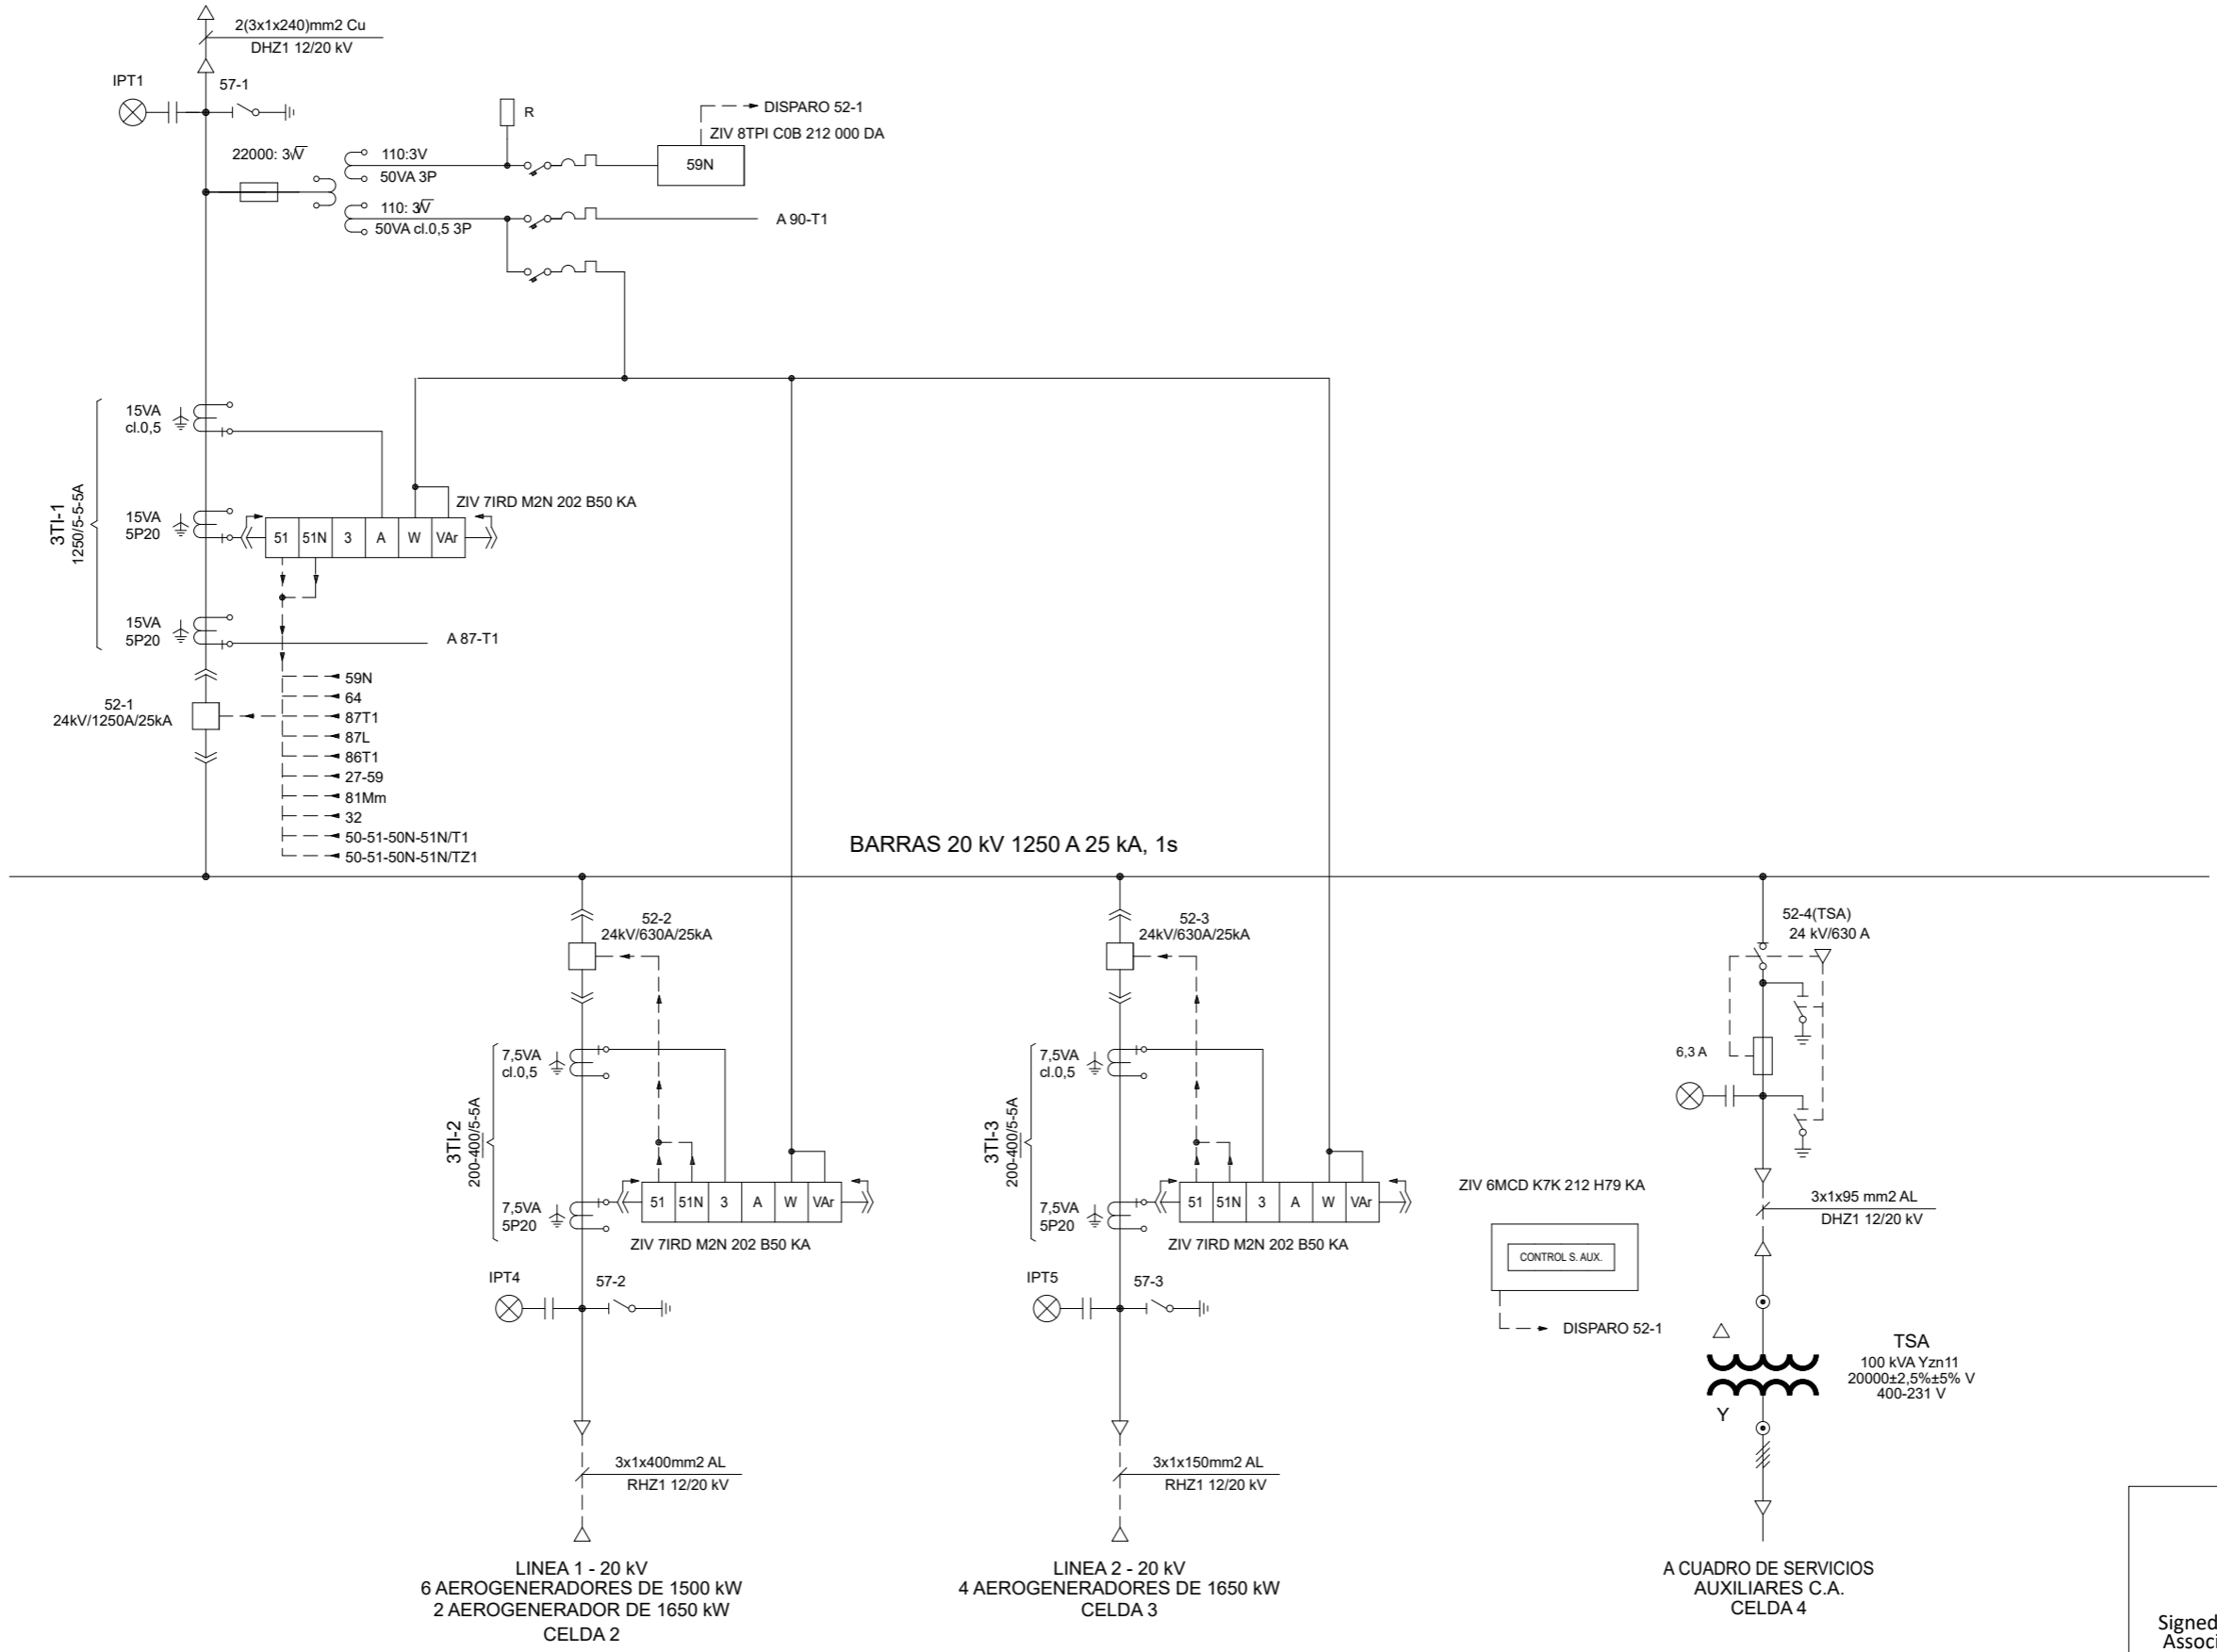 2(3x1x240)mm2 Cu
DHZ1 12/20 kV
IPT1
57-1
R
DISPARO 52-1
ZIV 8TPI C0B 212 000 DA
59N
22000: 3√
110:3V
50VA 3P
110: 3√
50VA cl.0,5 3P
A 90-T1
3TI-1
1250/5-5-5A
15VA
cl.0,5
15VA
5P20
ZIV 7IRD M2N 202 B50 KA
51 51N 3 A W VAr
15VA
5P20
A 87-T1
52-1
24kV/1250A/25kA
59N
64
87T1
87L
86T1
27-59
81Mm
32
50-51-50N-51N/T1
50-51-50N-51N/TZ1
BARRAS 20 kV 1250 A 25 kA, 1s
52-2
24kV/630A/25kA
3TI-2
200-400/5-5A
7,5VA
cl.0,5
7,5VA
5P20
51 51N 3 A W VAr
ZIV 7IRD M2N 202 B50 KA
IPT4
57-2
3x1x400mm2 AL
RHZ1 12/20 kV
LINEA 1 - 20 kV
6 AEROGENERADORES DE 1500 kW
2 AEROGENERADOR DE 1650 kW
CELDA 2
52-3
24kV/630A/25kA
3TI-3
200-400/5-5A
7,5VA
cl.0,5
7,5VA
5P20
51 51N 3 A W VAr
ZIV 7IRD M2N 202 B50 KA
IPT5
57-3
3x1x150mm2 AL
RHZ1 12/20 kV
LINEA 2 - 20 kV
4 AEROGENERADORES DE 1650 kW
CELDA 3
ZIV 6MCD K7K 212 H79 KA
CONTROL S. AUX.
DISPARO 52-1
52-4(TSA)
24 kV/630 A
6,3 A
3x1x95 mm2 AL
DHZ1 12/20 kV
TSA
100 kVA Yzn11
20000±2,5%±5% V
400-231 V
Y
A CUADRO DE SERVICIOS
AUXILIARES C.A.
CELDA 4
Signed
Associ